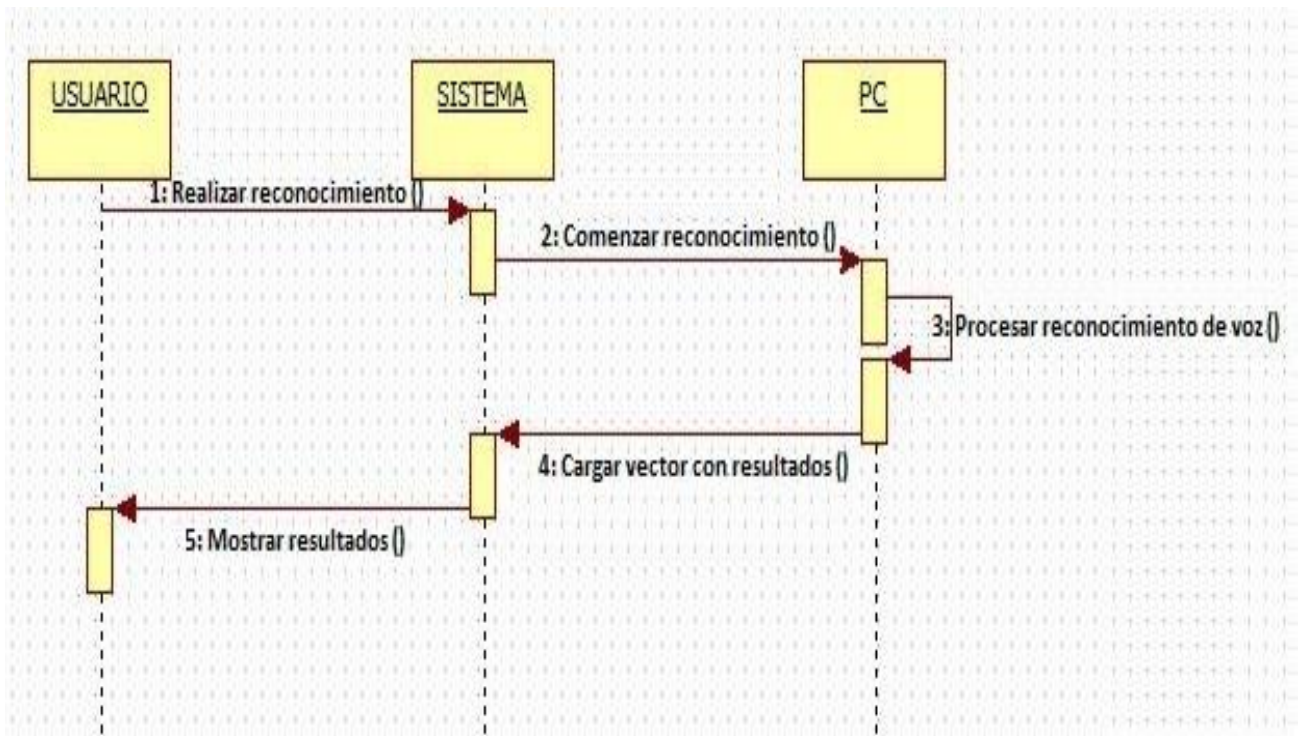 USUARIO
SISTEMA
PC
1: Realizar reconocimiento ()
2: Comenzar reconocimiento ()
3: Procesar reconocimiento de voz ()
4: Cargar vector con resultados ()
5: Mostrar resultados ()